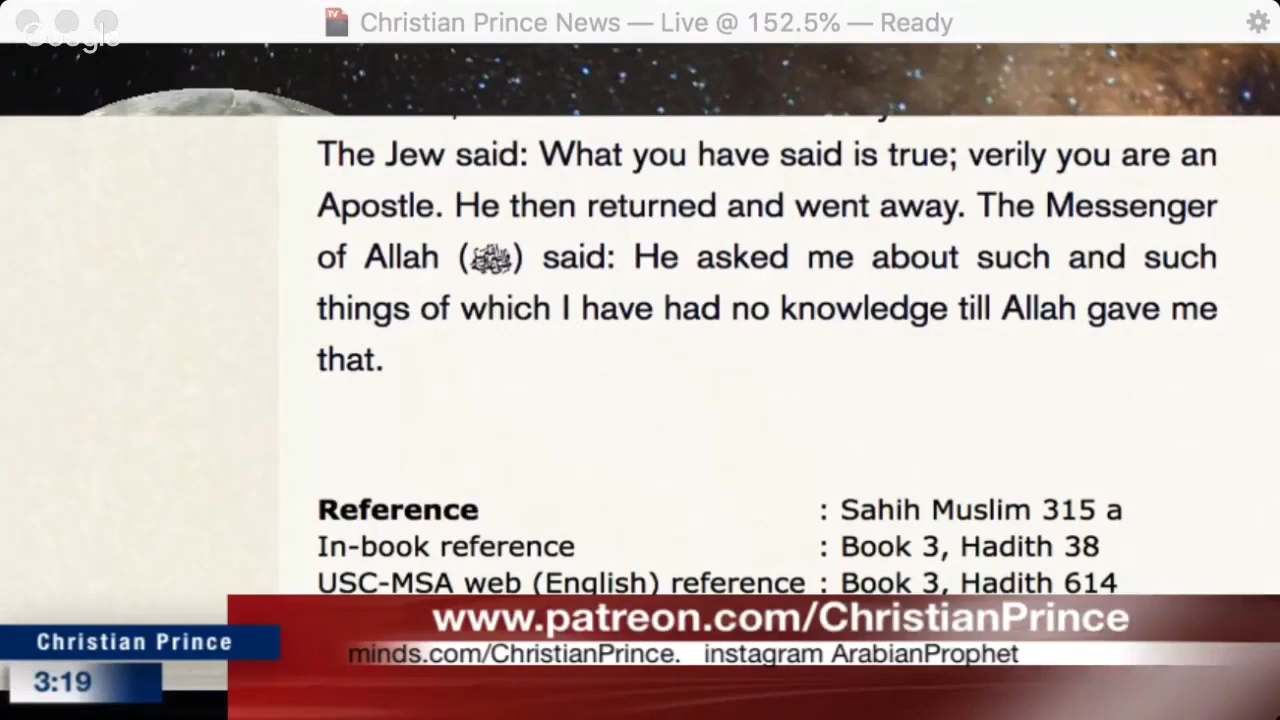 Christian Prince News — Live @ 152.5% — Ready
Google
TV
The Jew said: What you have said is true; verily you are an
Apostle. He then returned and went away. The Messenger
of Allah (ﷺ) said: He asked me about such and such
things of which I have had no knowledge till Allah gave me
that.
Reference : Sahih Muslim 315 a
In-book reference : Book 3, Hadith 38
USC-MSA web (English) reference : Book 3, Hadith 614
www.patreon.com/ChristianPrince
Christian Prince
minds.com/ChristianPrince. instagram ArabianProphet
3:19